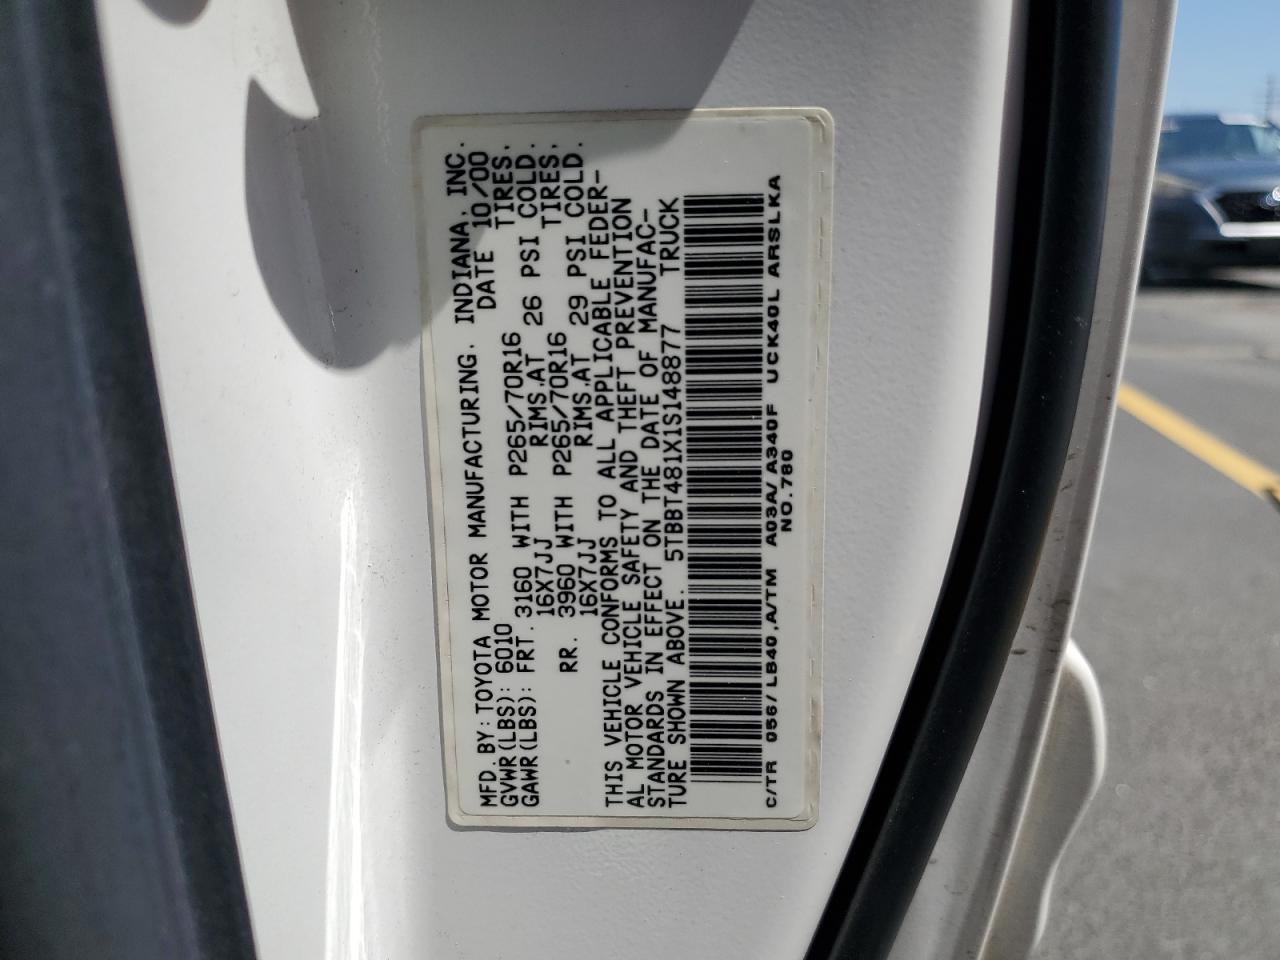 MFD. BY: TOYOTA MOTOR MANUFACTURING, INDIANA, INC.
GVWR(LBS): 6010 DATE 10/00
GAWR(LBS): FRT. 3160 WITH P265/70R16 TIRES,
16X7JJ RIMS.AT 26 PSI COLD.
RR. 3960 WITH P265/70R16 TIRES,
16X7JJ RIMS.AT 29 PSI COLD.
THIS VEHICLE CONFORMS TO ALL APPLICABLE FEDER-
AL MOTOR VEHICLE SAFETY AND THEFT PREVENTION
STANDARDS IN EFFECT ON THE DATE OF MANUFAC-
TURE SHOWN ABOVE. 5TBBT481X1S148877 TRUCK
C/TR 056/LB40,A/TM A03A/A340F UCK40L ARSLKA
NO.780